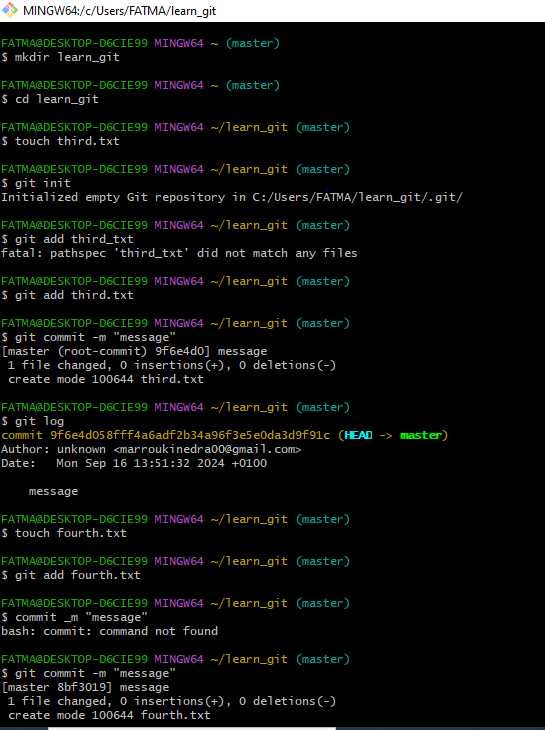 MINGW64:/c/Users/FATMA/learn_git
FATMA@DESKTOP-D6CIE99 MINGW64 ~ (master)
$ mkdir learn_git
FATMA@DESKTOP-D6CIE99 MINGW64 ~ (master)
$ cd learn_git
FATMA@DESKTOP-D6CIE99 MINGW64 ~/learn_git (master)
$ touch third.txt
FATMA@DESKTOP-D6CIE99 MINGW64 ~/learn_git (master)
$ git init
Initialized empty Git repository in C:/Users/FATMA/learn_git/.git/
FATMA@DESKTOP-D6CIE99 MINGW64 ~/learn_git (master)
$ git add third_txt
fatal: pathspec 'third_txt' did not match any files
FATMA@DESKTOP-D6CIE99 MINGW64 ~/learn_git (master)
$ git add third.txt
FATMA@DESKTOP-D6CIE99 MINGW64 ~/learn_git (master)
$ git commit -m "message"
[master (root-commit) 9f6e4d0] message
 1 file changed, 0 insertions(+), 0 deletions(-)
 create mode 100644 third.txt
FATMA@DESKTOP-D6CIE99 MINGW64 ~/learn_git (master)
$ git log
commit 9f6e4d058fff4a6adf2b34a96f3e5e0da3d9f91c (HEAD -> master)
Author: unknown <marroukinedra00@gmail.com>
Date:   Mon Sep 16 13:51:32 2024 +0100
    message
FATMA@DESKTOP-D6CIE99 MINGW64 ~/learn_git (master)
$ touch fourth.txt
FATMA@DESKTOP-D6CIE99 MINGW64 ~/learn_git (master)
$ git add fourth.txt
FATMA@DESKTOP-D6CIE99 MINGW64 ~/learn_git (master)
$ commit _m "message"
bash: commit: command not found
FATMA@DESKTOP-D6CIE99 MINGW64 ~/learn_git (master)
$ git commit -m "message"
[master 8bf3019] message
 1 file changed, 0 insertions(+), 0 deletions(-)
 create mode 100644 fourth.txt